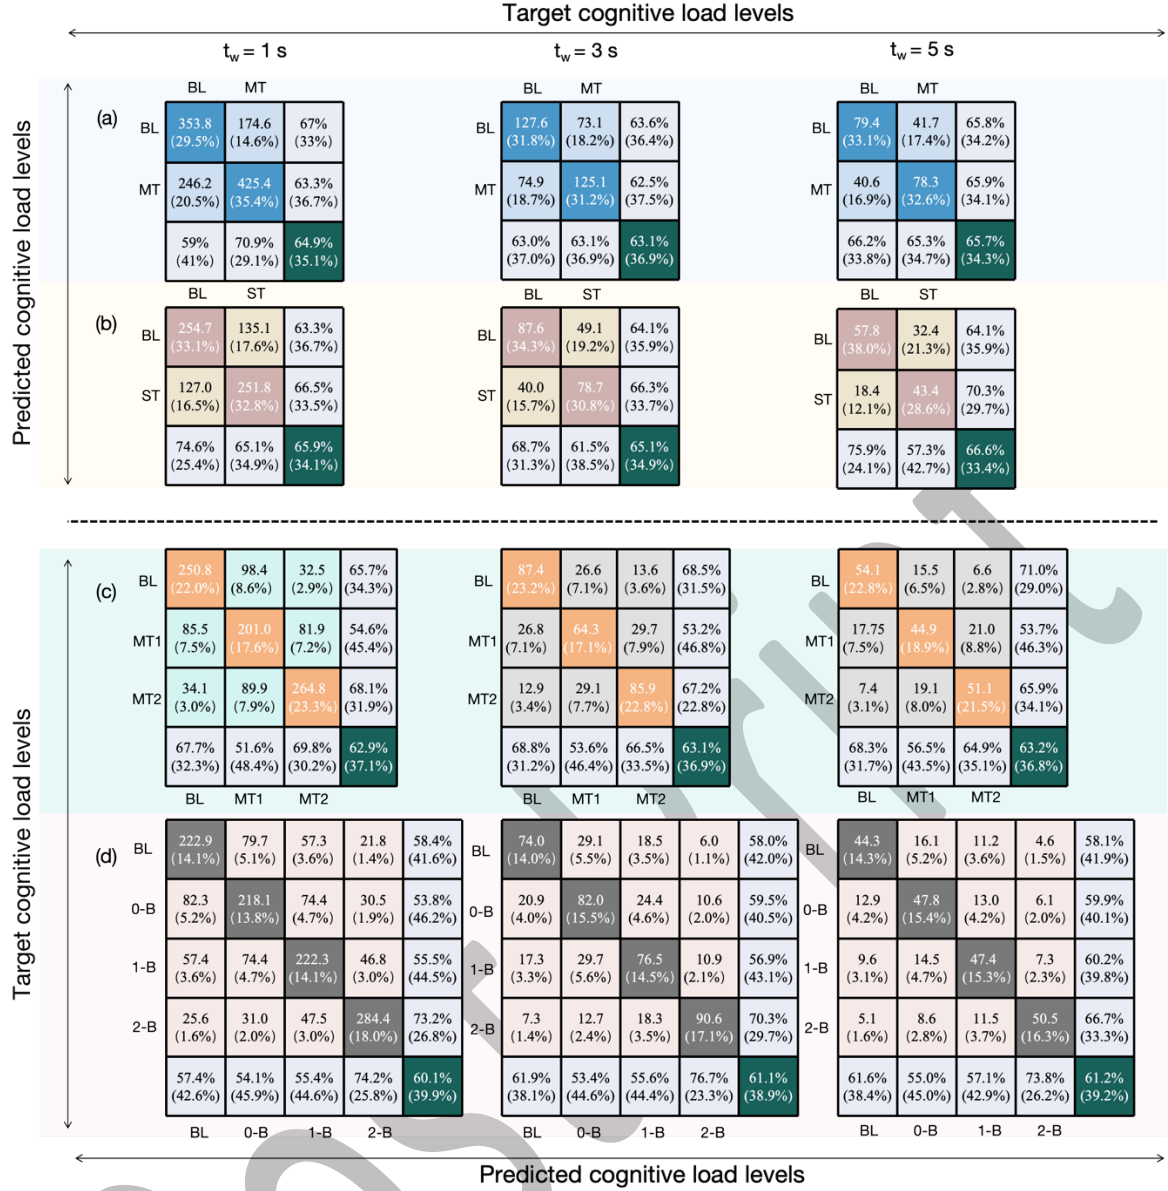 Target cognitive load levels
t_w = 1 s t_w = 3 s t_w = 5 s
Predicted cognitive load levels
(a)
BL MT BL MT BL MT
BL 353.8 174.6 67% BL 127.6 73.1 63.6% BL 79.4 41.7 65.8%
(29.5%) (14.6%) (33%) (31.8%) (18.2%) (36.4%) (33.1%) (17.4%) (34.2%)
MT 246.2 425.4 63.3% MT 74.9 125.1 62.5% MT 40.6 78.3 65.9%
(20.5%) (35.4%) (36.7%) (18.7%) (31.2%) (37.5%) (16.9%) (32.6%) (34.1%)
59% 70.9% 64.9% 63.0% 63.1% 63.1% 66.2% 65.3% 65.7%
(41%) (29.1%) (35.1%) (37.0%) (36.9%) (36.9%) (33.8%) (34.7%) (34.3%)
(b)
BL ST BL ST BL ST
BL 254.7 135.1 63.3% BL 87.6 49.1 64.1% BL 57.8 32.4 64.1%
(33.1%) (17.6%) (36.7%) (34.3%) (19.2%) (35.9%) (38.0%) (21.3%) (35.9%)
ST 127.0 251.8 66.5% ST 40.0 78.7 66.3% ST 18.4 43.4 70.3%
(16.5%) (32.8%) (33.5%) (15.7%) (30.8%) (33.7%) (12.1%) (28.6%) (29.7%)
74.6% 65.1% 65.9% 68.7% 61.5% 65.1% 75.9% 57.3% 66.6%
(25.4%) (34.9%) (34.1%) (31.3%) (38.5%) (34.9%) (24.1%) (42.7%) (33.4%)
Target cognitive load levels
(c)
BL 250.8 98.4 32.5 65.7% BL 87.4 26.6 13.6 68.5% BL 54.1 15.5 6.6 71.0%
(22.0%) (8.6%) (2.9%) (34.3%) (23.2%) (7.1%) (3.6%) (31.5%) (22.8%) (6.5%) (2.8%) (29.0%)
MT1 85.5 201.0 81.9 54.6% MT1 26.8 64.3 29.7 53.2% MT1 17.75 44.9 21.0 53.7%
(7.5%) (17.6%) (7.2%) (45.4%) (7.1%) (17.1%) (7.9%) (46.8%) (7.5%) (18.9%) (8.8%) (46.3%)
MT2 34.1 89.9 264.8 68.1% MT2 12.9 29.1 85.9 67.2% MT2 7.4 19.1 51.1 65.9%
(3.0%) (7.9%) (23.3%) (31.9%) (3.4%) (7.7%) (22.8%) (22.8%) (3.1%) (8.0%) (21.5%) (34.1%)
67.7% 51.6% 69.8% 62.9% 68.8% 53.6% 66.5% 63.1% 68.3% 56.5% 64.9% 63.2%
(32.3%) (48.4%) (30.2%) (37.1%) (31.2%) (46.4%) (33.5%) (36.9%) (31.7%) (43.5%) (35.1%) (36.8%)
BL MT1 MT2 BL MT1 MT2 BL MT1 MT2
(d)
BL 222.9 79.7 57.3 21.8 58.4% BL 74.0 29.1 18.5 6.0 58.0% BL 44.3 16.1 11.2 4.6 58.1%
(14.1%) (5.1%) (3.6%) (1.4%) (41.6%) (14.0%) (5.5%) (3.5%) (1.1%) (42.0%) (14.3%) (5.2%) (3.6%) (1.5%) (41.9%)
0-B 82.3 218.1 74.4 30.5 53.8% 0-B 20.9 82.0 24.4 10.6 59.5% 0-B 12.9 47.8 13.0 6.1 59.9%
(5.2%) (13.8%) (4.7%) (1.9%) (46.2%) (4.0%) (15.5%) (4.6%) (2.0%) (40.5%) (4.2%) (15.4%) (4.2%) (2.0%) (40.1%)
1-B 57.4 74.4 222.3 46.8 55.5% 1-B 17.3 29.7 76.5 10.9 56.9% 1-B 9.6 14.5 47.4 7.3 60.2%
(3.6%) (4.7%) (14.1%) (3.0%) (44.5%) (3.3%) (5.6%) (14.5%) (2.1%) (43.1%) (3.1%) (4.7%) (15.3%) (2.3%) (39.8%)
2-B 25.6 31.0 47.5 284.4 73.2% 2-B 7.3 12.7 18.3 90.6 70.3% 2-B 5.1 8.6 11.5 50.5 66.7%
(1.6%) (2.0%) (3.0%) (18.0%) (26.8%) (1.4%) (2.4%) (3.5%) (17.1%) (29.7%) (1.6%) (2.8%) (3.7%) (16.3%) (33.3%)
57.4% 54.1% 55.4% 74.2% 60.1% 61.9% 53.4% 55.6% 76.7% 61.1% 61.6% 55.0% 57.1% 73.8% 61.2%
(42.6%) (45.9%) (44.6%) (25.8%) (39.9%) (38.1%) (44.6%) (44.4%) (23.3%) (38.9%) (38.4%) (45.0%) (42.9%) (26.2%) (39.2%)
BL 0-B 1-B 2-B BL 0-B 1-B 2-B BL 0-B 1-B 2-B
Predicted cognitive load levels